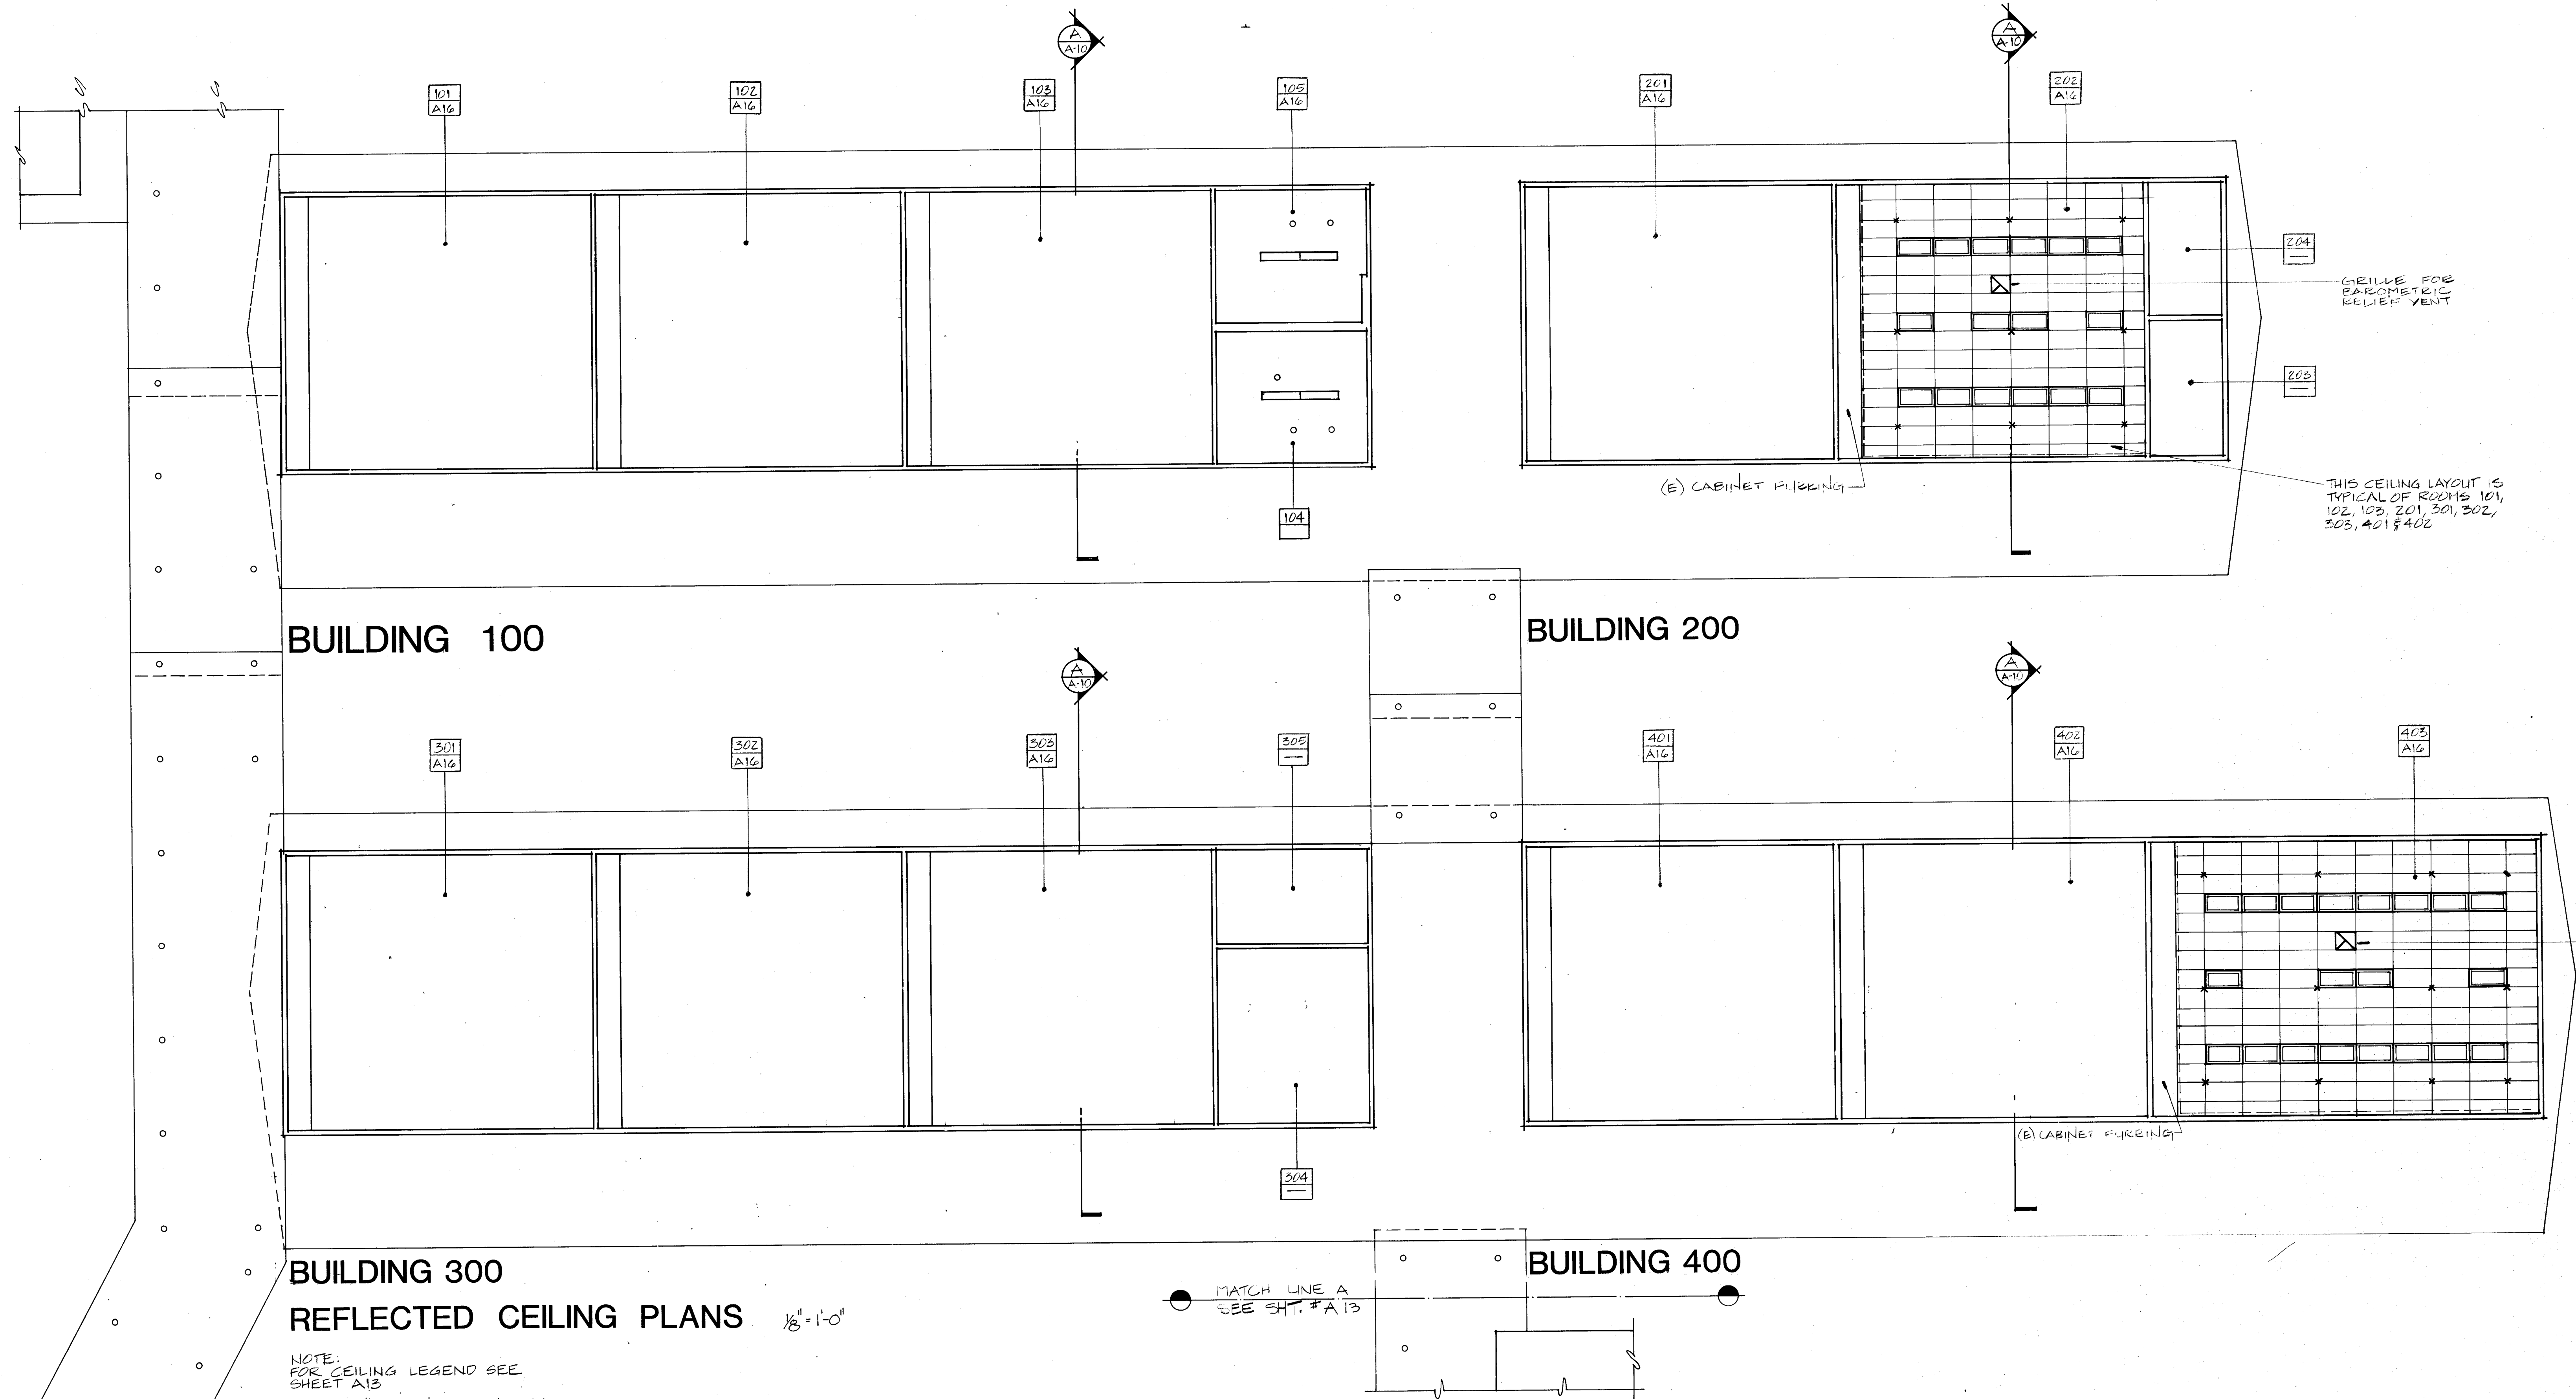 A
A-10
A
A-10
101
A16
102
A16
103
A16
105
A16
201
A16
202
A16
204
GRILLE FOR
BAROMETRIC
RELIEF VENT
203
(E) CABINET FURRING
THIS CEILING LAYOUT IS
TYPICAL OF ROOMS 101,
102, 103, 201, 301, 302,
303, 401 & 402
104
BUILDING 100
BUILDING 200
A
A-10
A
A-10
301
A16
302
A16
303
A16
305
401
A16
402
A16
403
A16
(E) CABINET FURRING
304
BUILDING 300
BUILDING 400
REFLECTED CEILING PLANS 1/8" = 1'-0"
MATCH LINE A
SEE SHT. # A13
NOTE:
FOR CEILING LEGEND SEE
SHEET A13